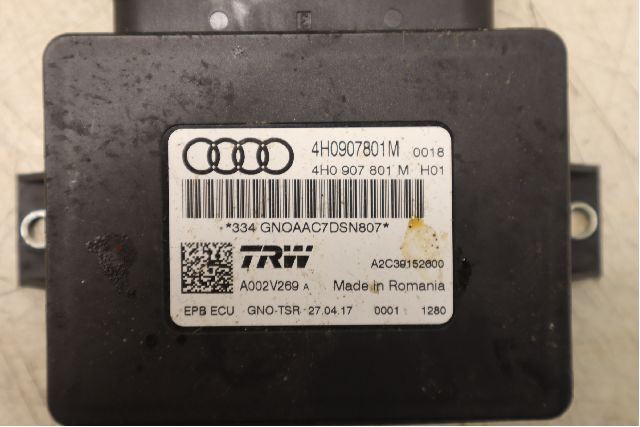 4H0907801M 0018
4H0 907 801 M H01
*334 GNOAAC7DSN807*
TRW
A2C39152600
A002V269 A Made in Romania
EPB ECU GNO-TSR 27.04.17 0001 1280